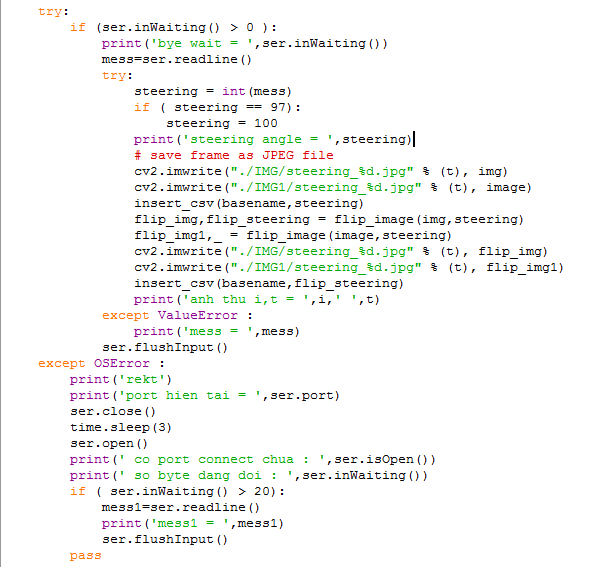 try:
    if (ser.inWaiting() > 0 ):
        print('bye wait = ',ser.inWaiting())
        mess=ser.readline()
        try:
            steering = int(mess)
            if ( steering == 97):
                steering = 100
            print('steering angle = ',steering)
            # save frame as JPEG file
            cv2.imwrite("./IMG/steering_%d.jpg" % (t), img)
            cv2.imwrite("./IMG1/steering_%d.jpg" % (t), image)
            insert_csv(basename,steering)
            flip_img,flip_steering = flip_image(img,steering)
            flip_img1,_ = flip_image(image,steering)
            cv2.imwrite("./IMG/steering_%d.jpg" % (t), flip_img)
            cv2.imwrite("./IMG1/steering_%d.jpg" % (t), flip_img1)
            insert_csv(basename,flip_steering)
            print('anh thu i,t = ',i,' ',t)
        except ValueError :
            print('mess = ',mess)
        ser.flushInput()
except OSError :
    print('rekt')
    print('port hien tai = ',ser.port)
    ser.close()
    time.sleep(3)
    ser.open()
    print(' co port connect chua : ',ser.isOpen())
    print(' so byte dang doi : ',ser.inWaiting())
    if ( ser.inWaiting() > 20):
        mess1=ser.readline()
        print('mess1 = ',mess1)
        ser.flushInput()
    pass